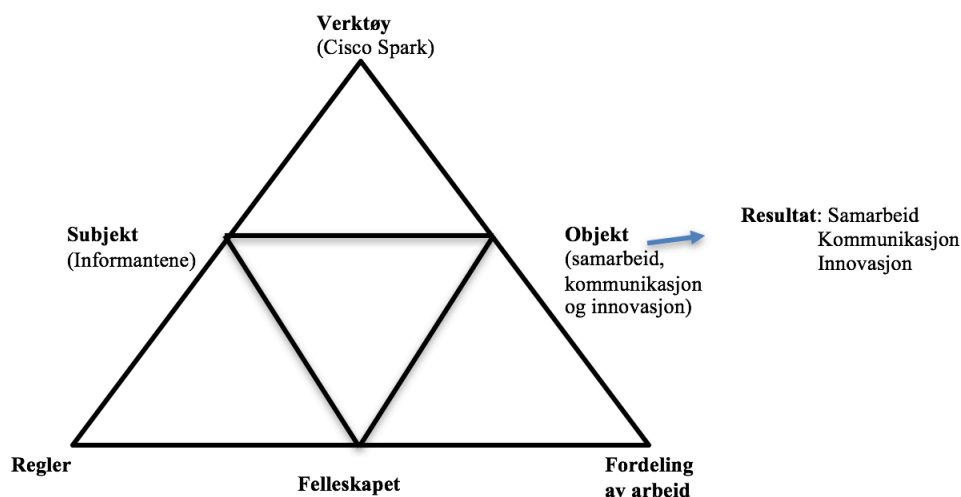 Verktøy
(Cisco Spark)
Subjekt
(Informantene)
Objekt
(samarbeid,
kommunikasjon
og innovasjon)
Resultat: Samarbeid
Kommunikasjon
Innovasjon
Regler
Felleskapet
Fordeling
av arbeid